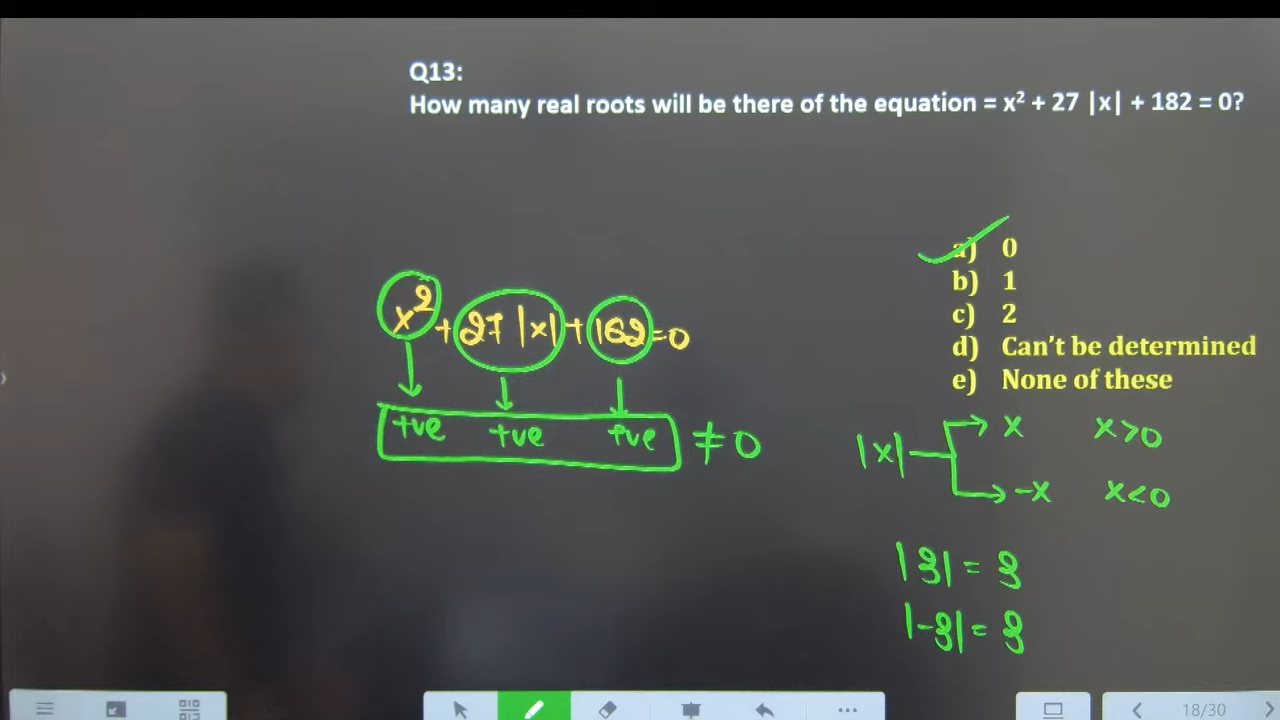 Q13:
How many real roots will be there of the equation = x² + 27 |x| + 182 = 0?
a) 0
b) 1
c) 2
d) Can't be determined
e) None of these
x² + 27 |x| + 182 = 0
+ve +ve +ve ≠ 0
|x| → x x>0
→ -x x<0
|3| = 3
|-3| = 3
18/30